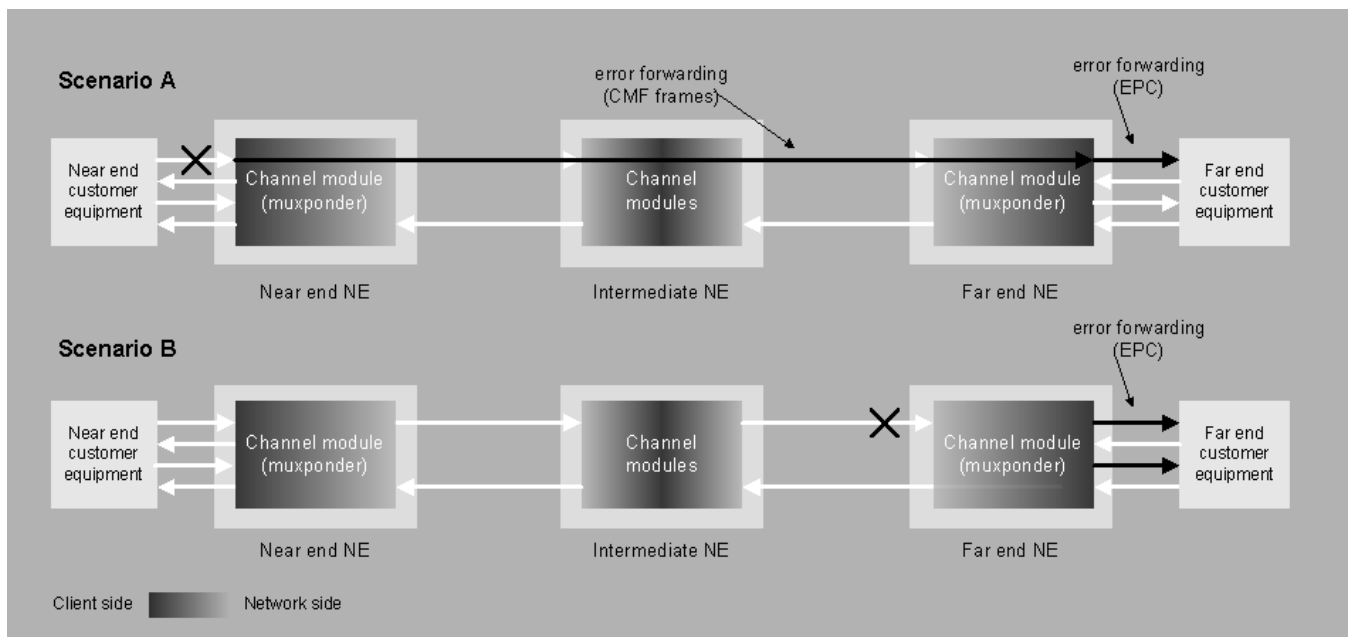 Scenario A
error forwarding
(CMF frames)
error forwarding
(EPC)
Near end
customer
equipment
Channel module
(muxponder)
Channel
modules
Channel module
(muxponder)
Far end
customer
equipment
Near end NE
Intermediate NE
Far end NE
Scenario B
error forwarding
(EPC)
Near end
customer
equipment
Channel module
(muxponder)
Channel
modules
Channel module
(muxponder)
Far end
customer
equipment
Near end NE
Intermediate NE
Far end NE
Client side
Network side